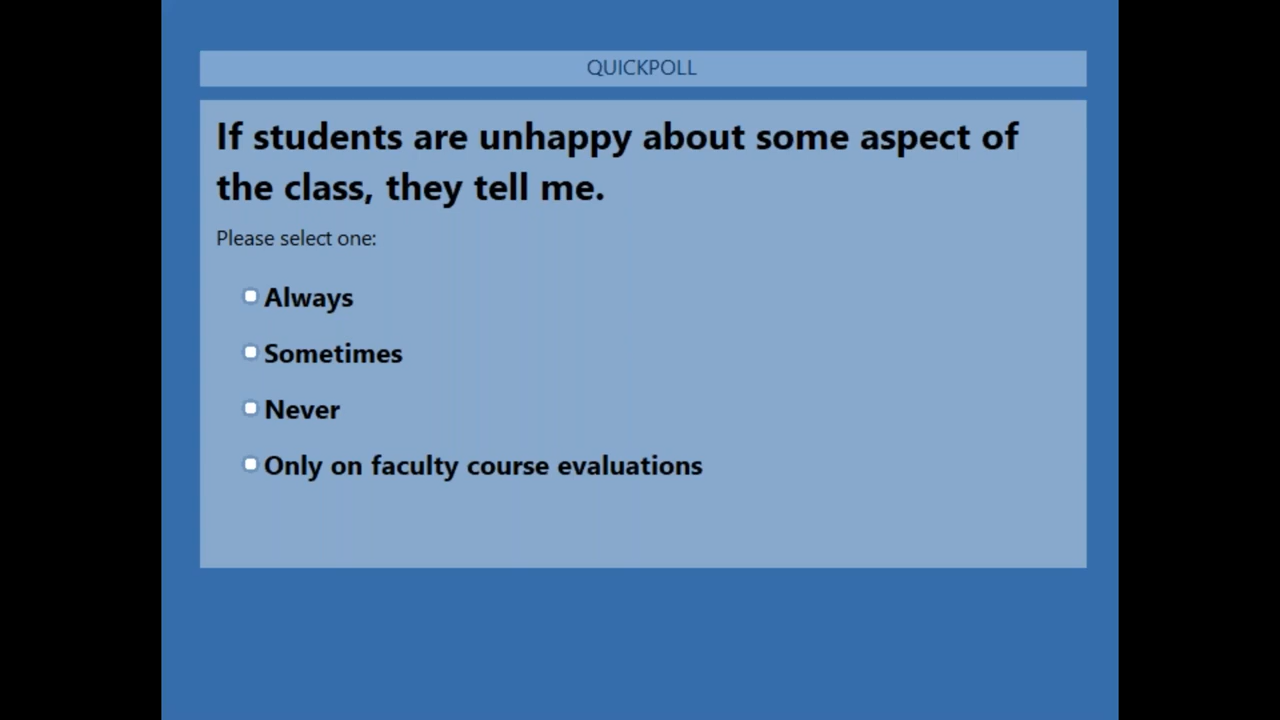 QUICKPOLL
If students are unhappy about some aspect of
the class, they tell me.
Please select one:
Always
Sometimes
Never
Only on faculty course evaluations